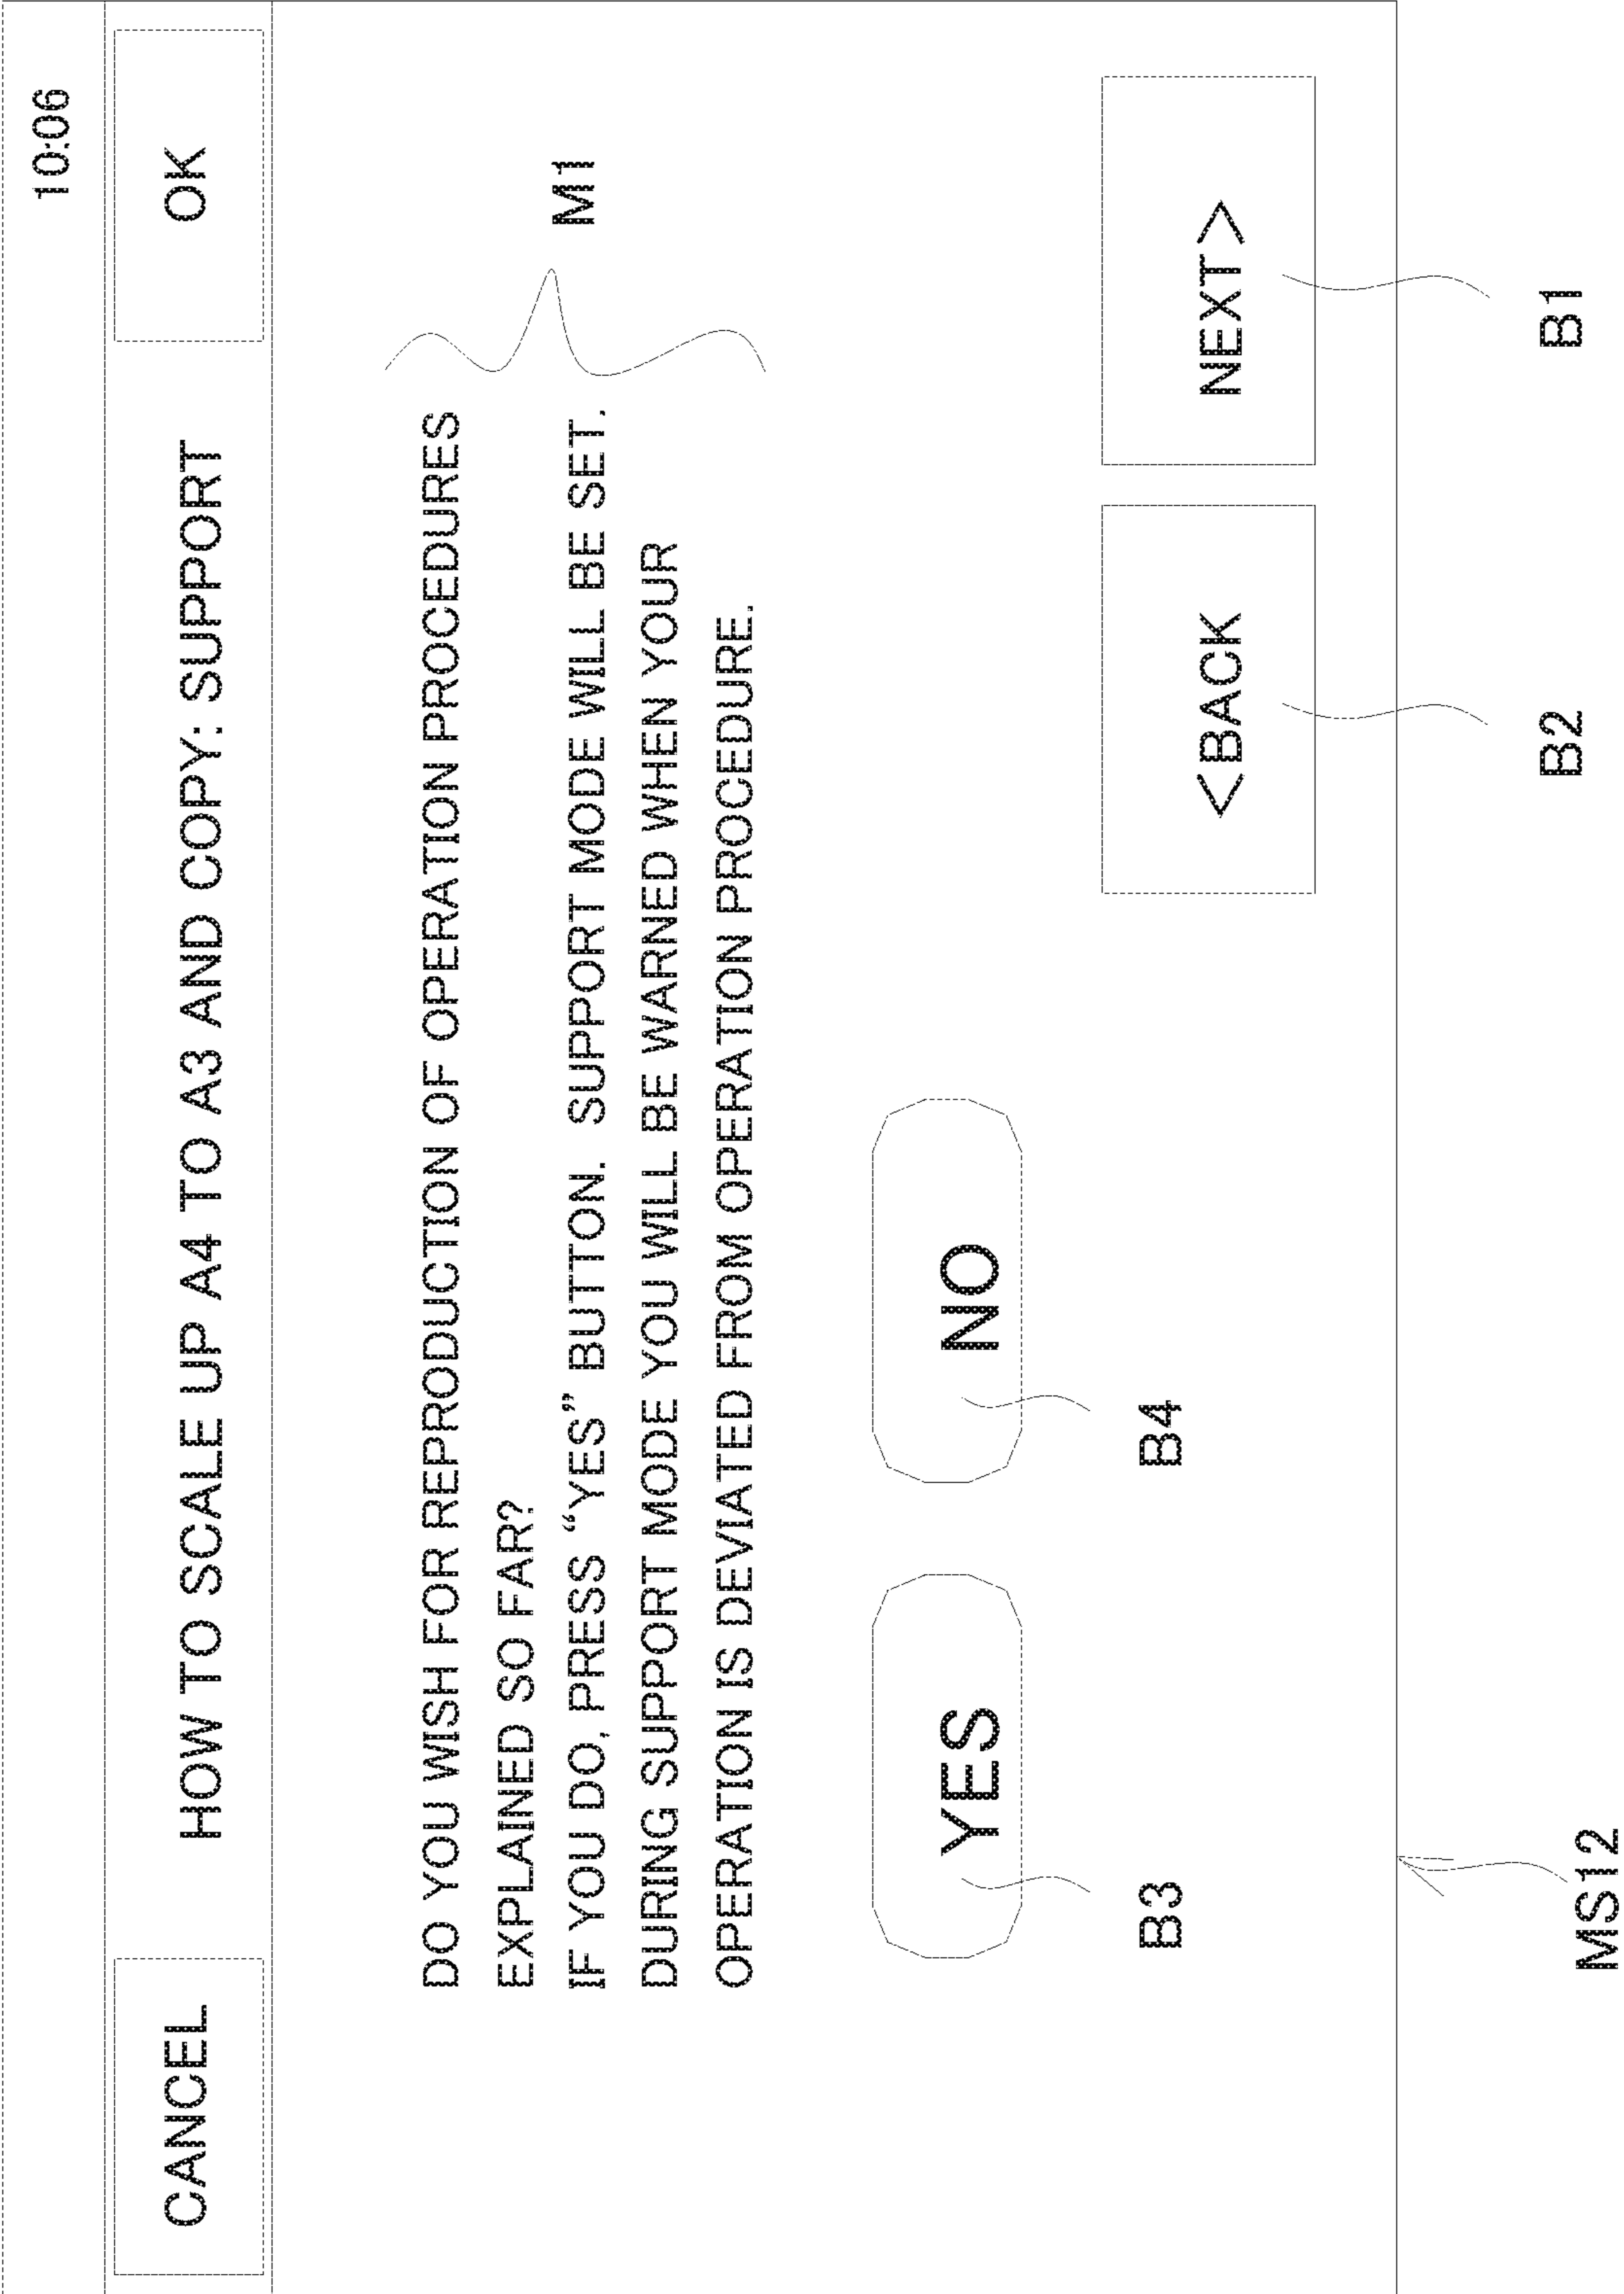 10:06
CANCEL HOW TO SCALE UP A4 TO A3 AND COPY: SUPPORT OK
DO YOU WISH FOR REPRODUCTION OF OPERATION PROCEDURES
EXPLAINED SO FAR?
IF YOU DO, PRESS “YES” BUTTON. SUPPORT MODE WILL BE SET.
DURING SUPPORT MODE YOU WILL BE WARNED WHEN YOUR
OPERATION IS DEVIATED FROM OPERATION PROCEDURE.
M1
YES NO
B3 B4
<BACK NEXT>
B2 B1
MS12